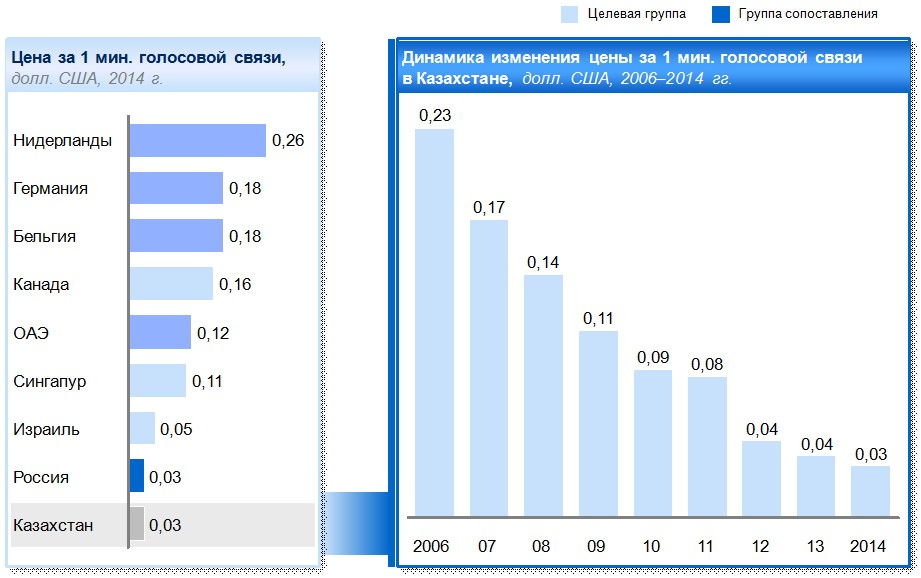 Целевая группа
Группа сопоставления
Цена за 1 мин. голосовой связи,
долл. США, 2014 г.
Нидерланды 0,26
Германия 0,18
Бельгия 0,18
Канада 0,16
ОАЭ 0,12
Сингапур 0,11
Израиль 0,05
Россия 0,03
Казахстан 0,03
Динамика изменения цены за 1 мин. голосовой связи
в Казахстане, долл. США, 2006–2014 гг.
0,23 0,17 0,14 0,11 0,09 0,08 0,04 0,04 0,03
2006 07 08 09 10 11 12 13 2014